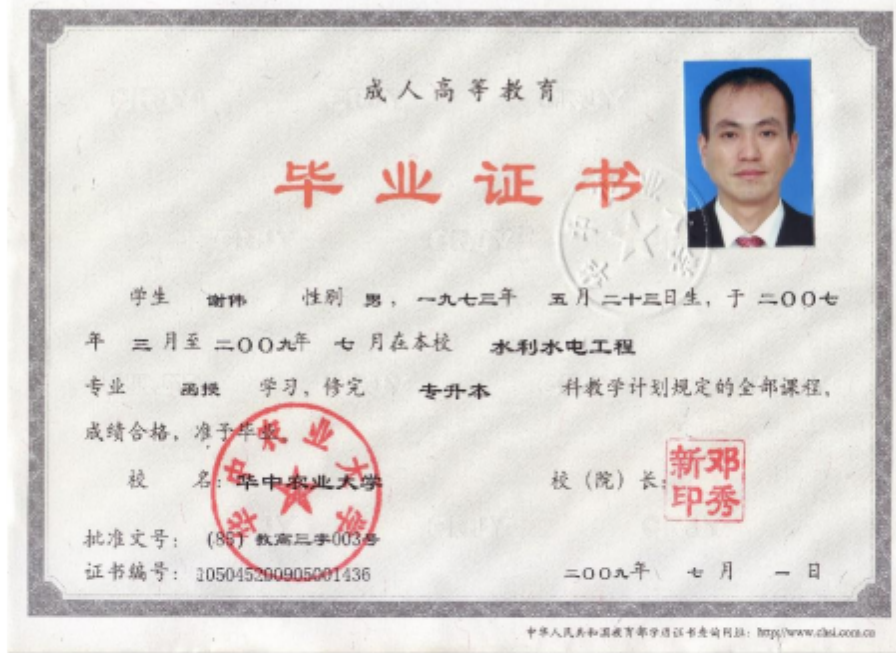 成人高等教育
毕业证书
学生 谢伟 性别 男，一九七三年 五月二十三日生，于二〇〇七
年 三月至二〇〇九年 七月在本校 水利水电工程
专业 函授 学习，修完 专升本 科教学计划规定的全部课程，
成绩合格，准予毕业
校 名：华中农业大学 校（院）长：
华中农业大学
新邓
印秀
批准文号：(85) 教高三字003号
证书编号：105045200905001436 二〇〇九年 七月 一日
中华人民共和国教育部学历证书查询网址：http://www.chsi.com.cn